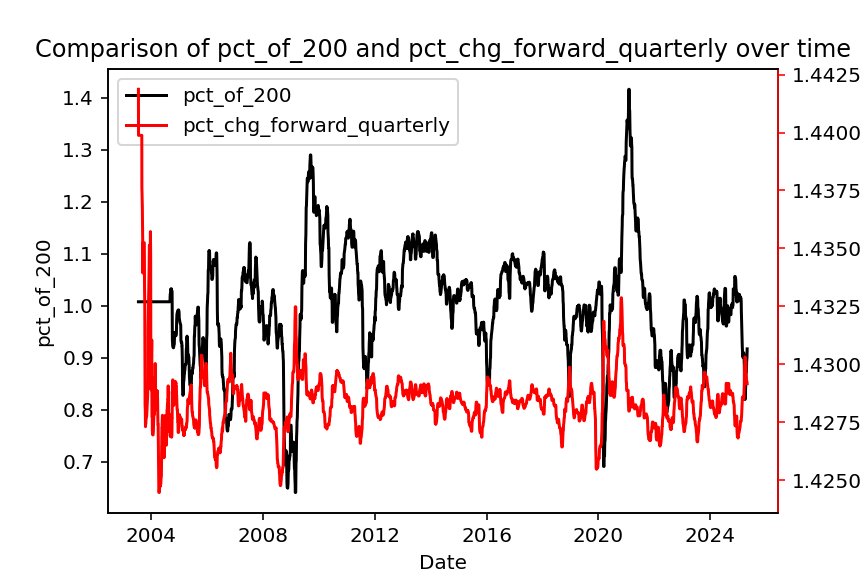 Comparison of pct_of_200 and pct_chg_forward_quarterly over time
pct_of_200
pct_chg_forward_quarterly
pct_of_200
1.4
1.3
1.2
1.1
1.0
0.9
0.8
0.7
1.4425
1.4400
1.4375
1.4350
1.4325
1.4300
1.4275
1.4250
2004 2008 2012 2016 2020 2024
Date